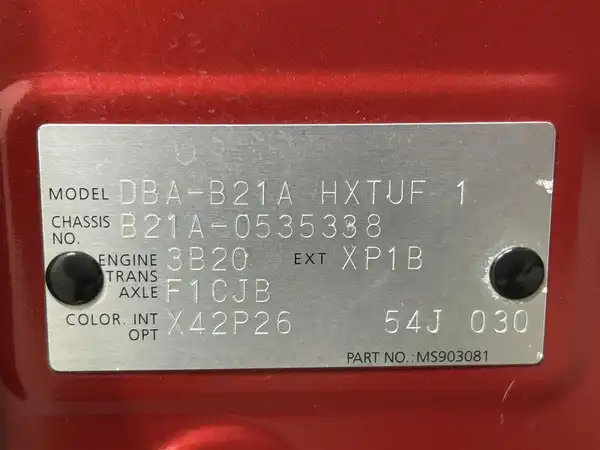 MODEL DBA-B21A HXTUF 1
CHASSIS NO. B21A-0535338
ENGINE 3B20 EXT XP1B
TRANS AXLE F1CJB
COLOR. INT OPT X42P26 54J 030
PART NO.:MS903081